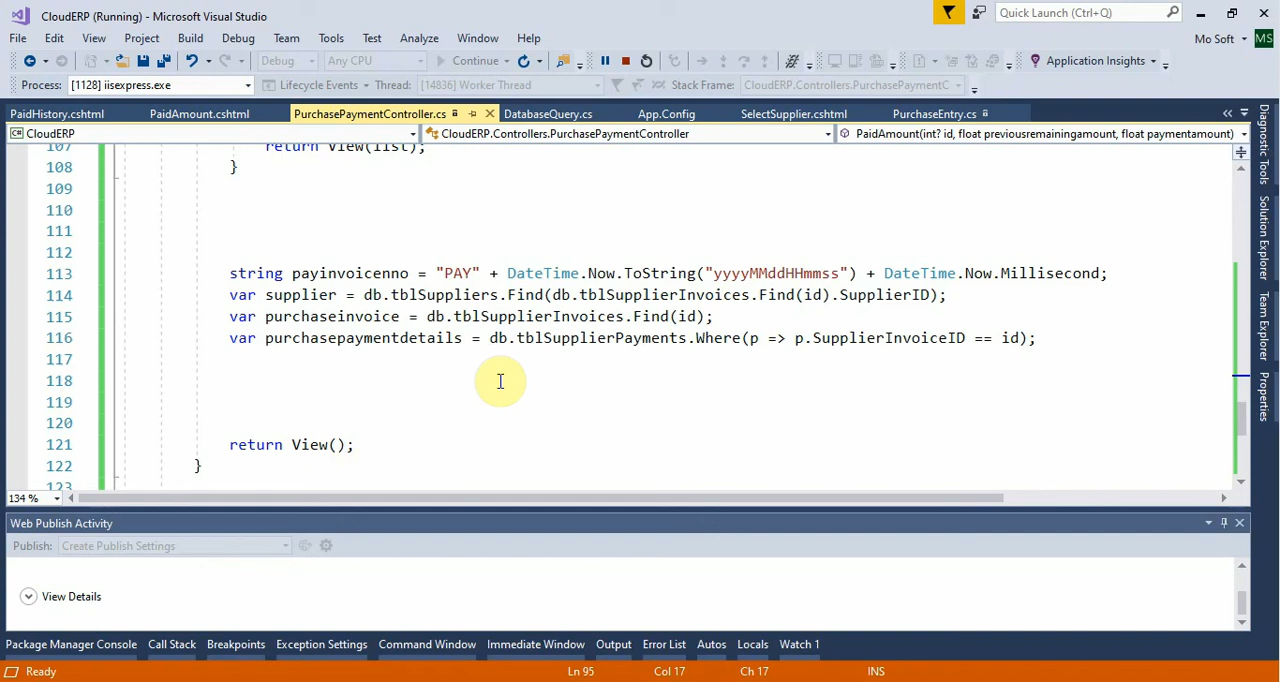 CloudERP (Running) - Microsoft Visual Studio
Quick Launch (Ctrl+Q)
File Edit View Project Build Debug Team Tools Test Analyze Window Help
Mo Soft MS
Debug Any CPU Continue Application Insights
Process: [1128] iisexpress.exe Lifecycle Events Thread: [14836] Worker Thread Stack Frame: CloudERP.Controllers.PurchasePaymentC
PaidHistory.cshtml PaidAmount.cshtml PurchasePaymentController.cs DatabaseQuery.cs App.Config SelectSupplier.cshtml PurchaseEntry.cs
CloudERP CloudERP.Controllers.PurchasePaymentController PaidAmount(int? id, float previousremainingamount, float paymentamount)
107 return View(list);
108 }
109
110
111
112
113 string payinvoicenno = "PAY" + DateTime.Now.ToString("yyyyMMddHHmmss") + DateTime.Now.Millisecond;
114 var supplier = db.tblSuppliers.Find(db.tblSupplierInvoices.Find(id).SupplierID);
115 var purchaseinvoice = db.tblSupplierInvoices.Find(id);
116 var purchasepaymentdetails = db.tblSupplierPayments.Where(p => p.SupplierInvoiceID == id);
117
118
119
120
121 return View();
122 }
123
134 %
Web Publish Activity
Publish: Create Publish Settings
View Details
Package Manager Console Call Stack Breakpoints Exception Settings Command Window Immediate Window Output Error List Autos Locals Watch 1
Ready Ln 95 Col 17 Ch 17 INS
Diagnostic Tools
Solution Explorer
Team Explorer
Properties